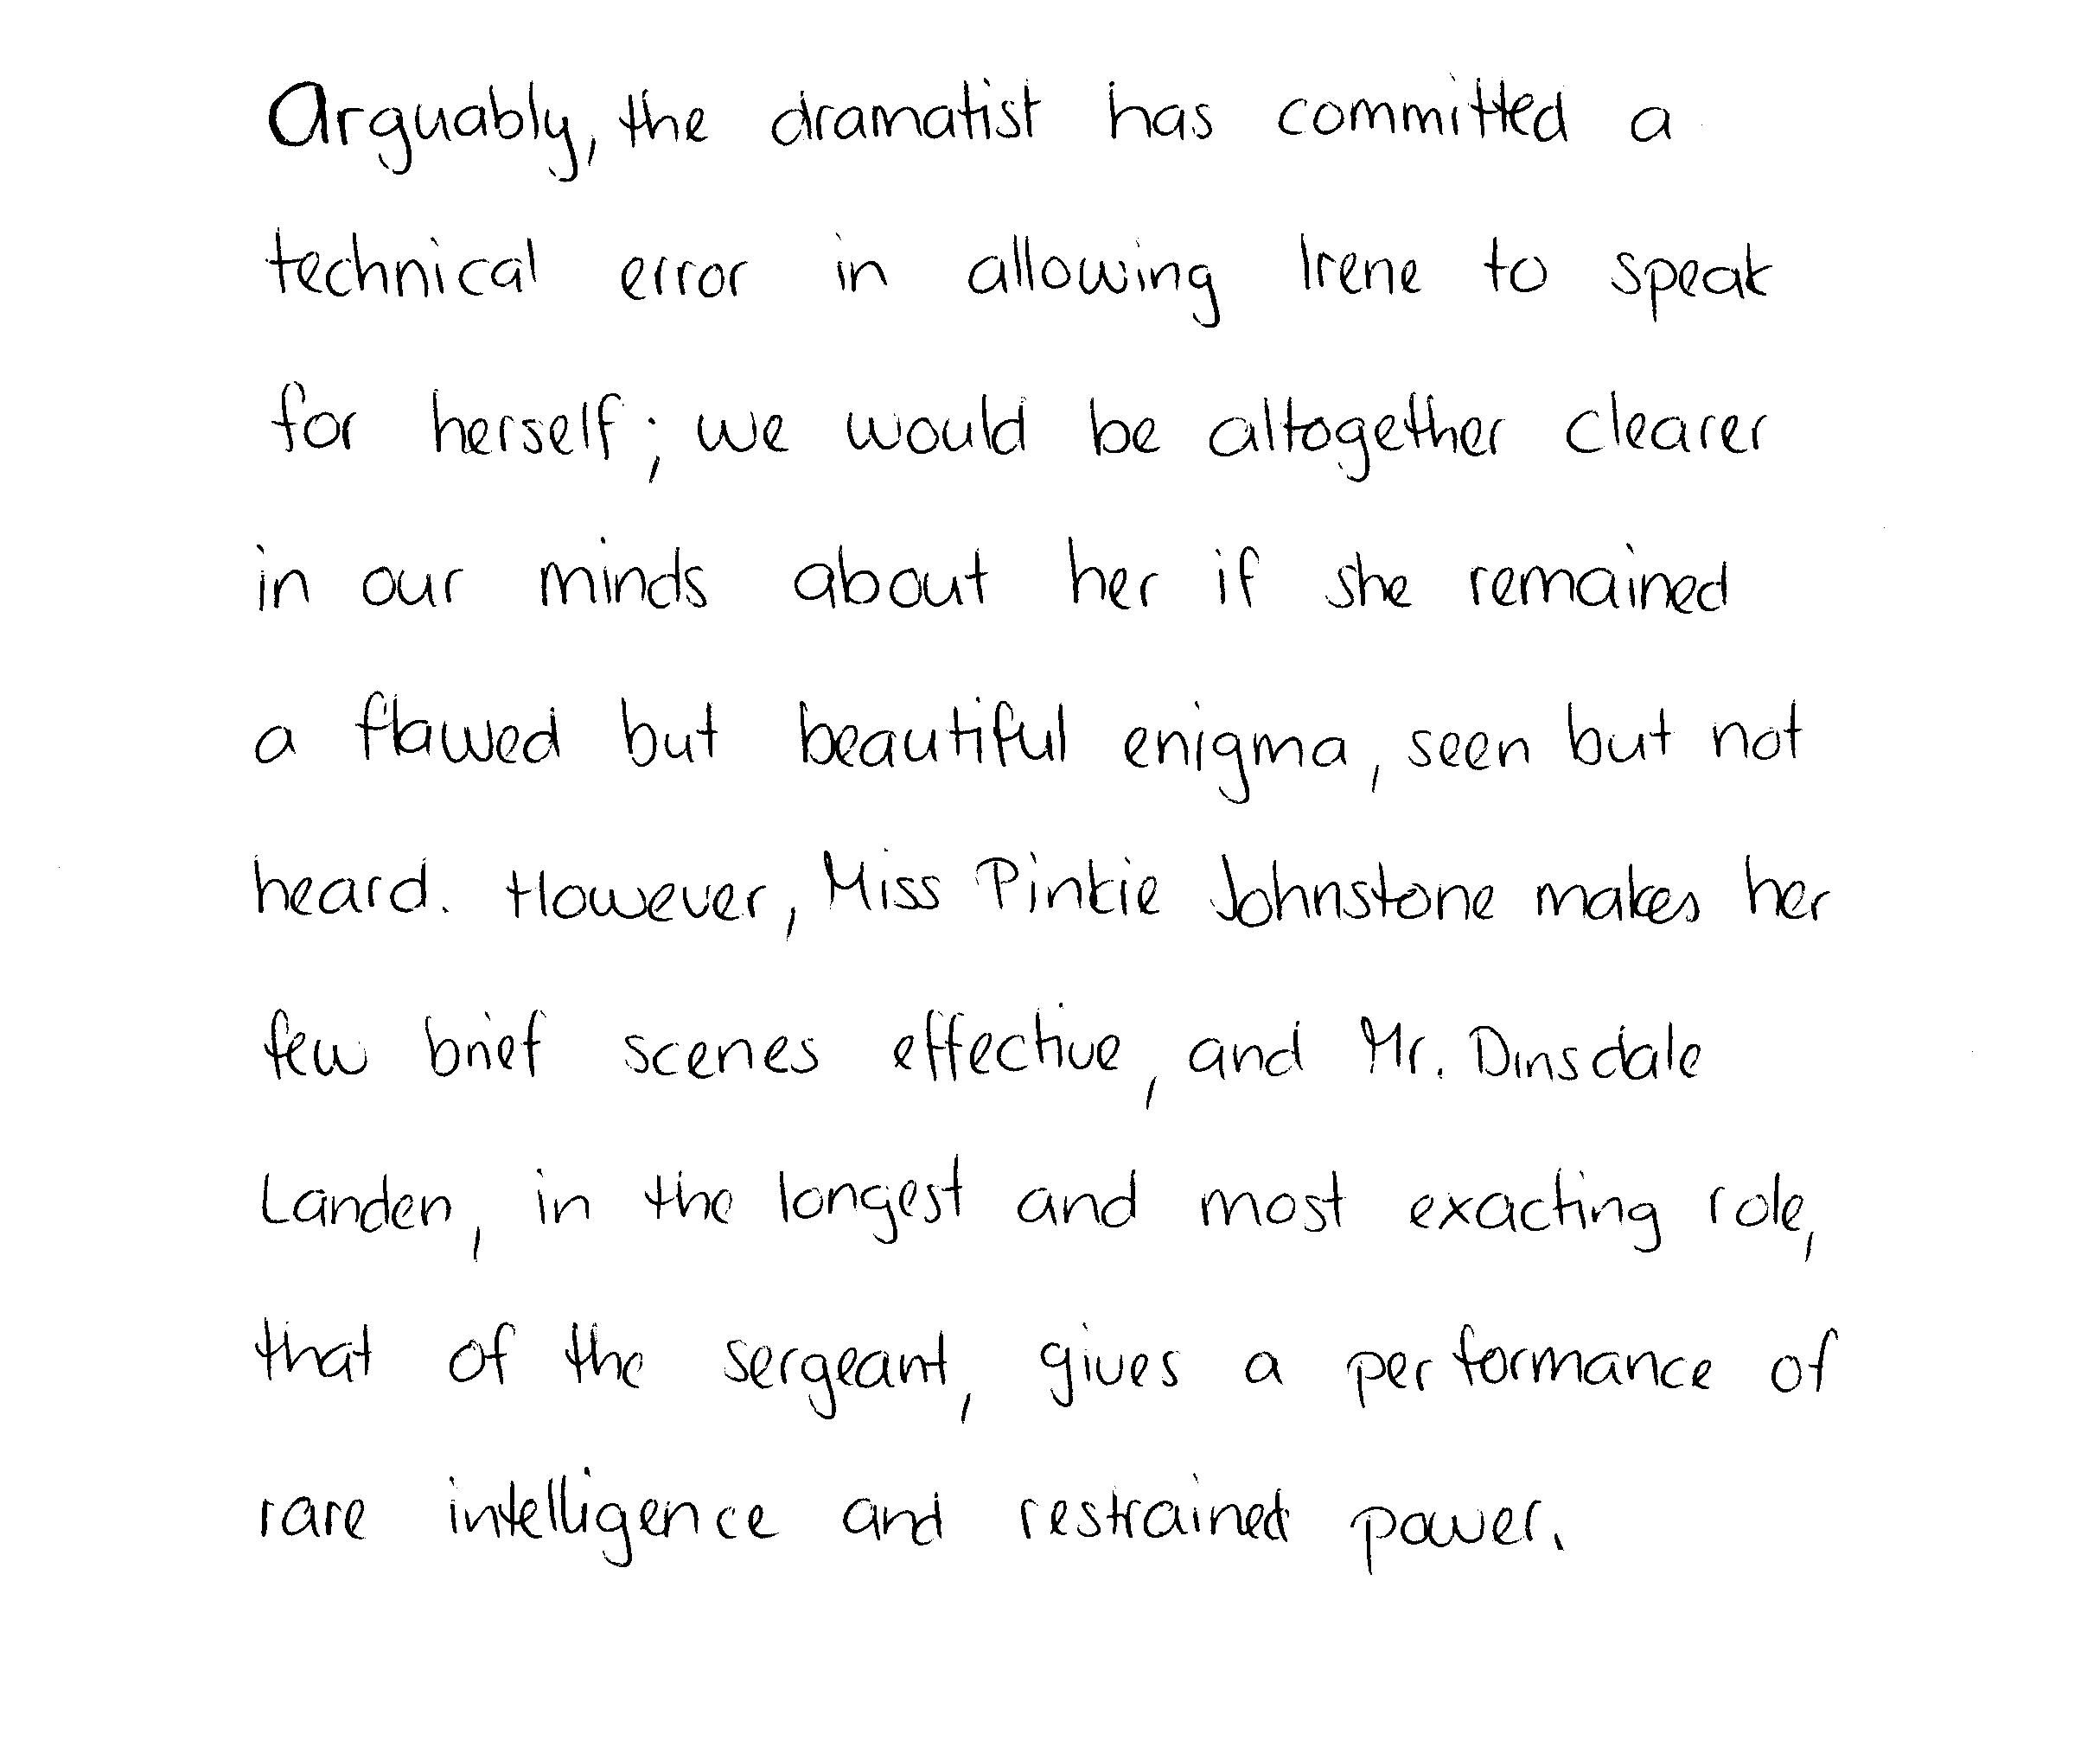 Arguably, the dramatist has committed a
technical error in allowing Irene to speak
for herself; we would be altogether clearer
in our minds about her if she remained
a flawed but beautiful enigma, seen but not
heard. However, Miss Pinkie Johnstone makes her
few brief scenes effective, and Mr. Dinsdale
Landen, in the longest and most exacting role,
that of the sergeant, gives a performance of
rare intelligence and restrained power.